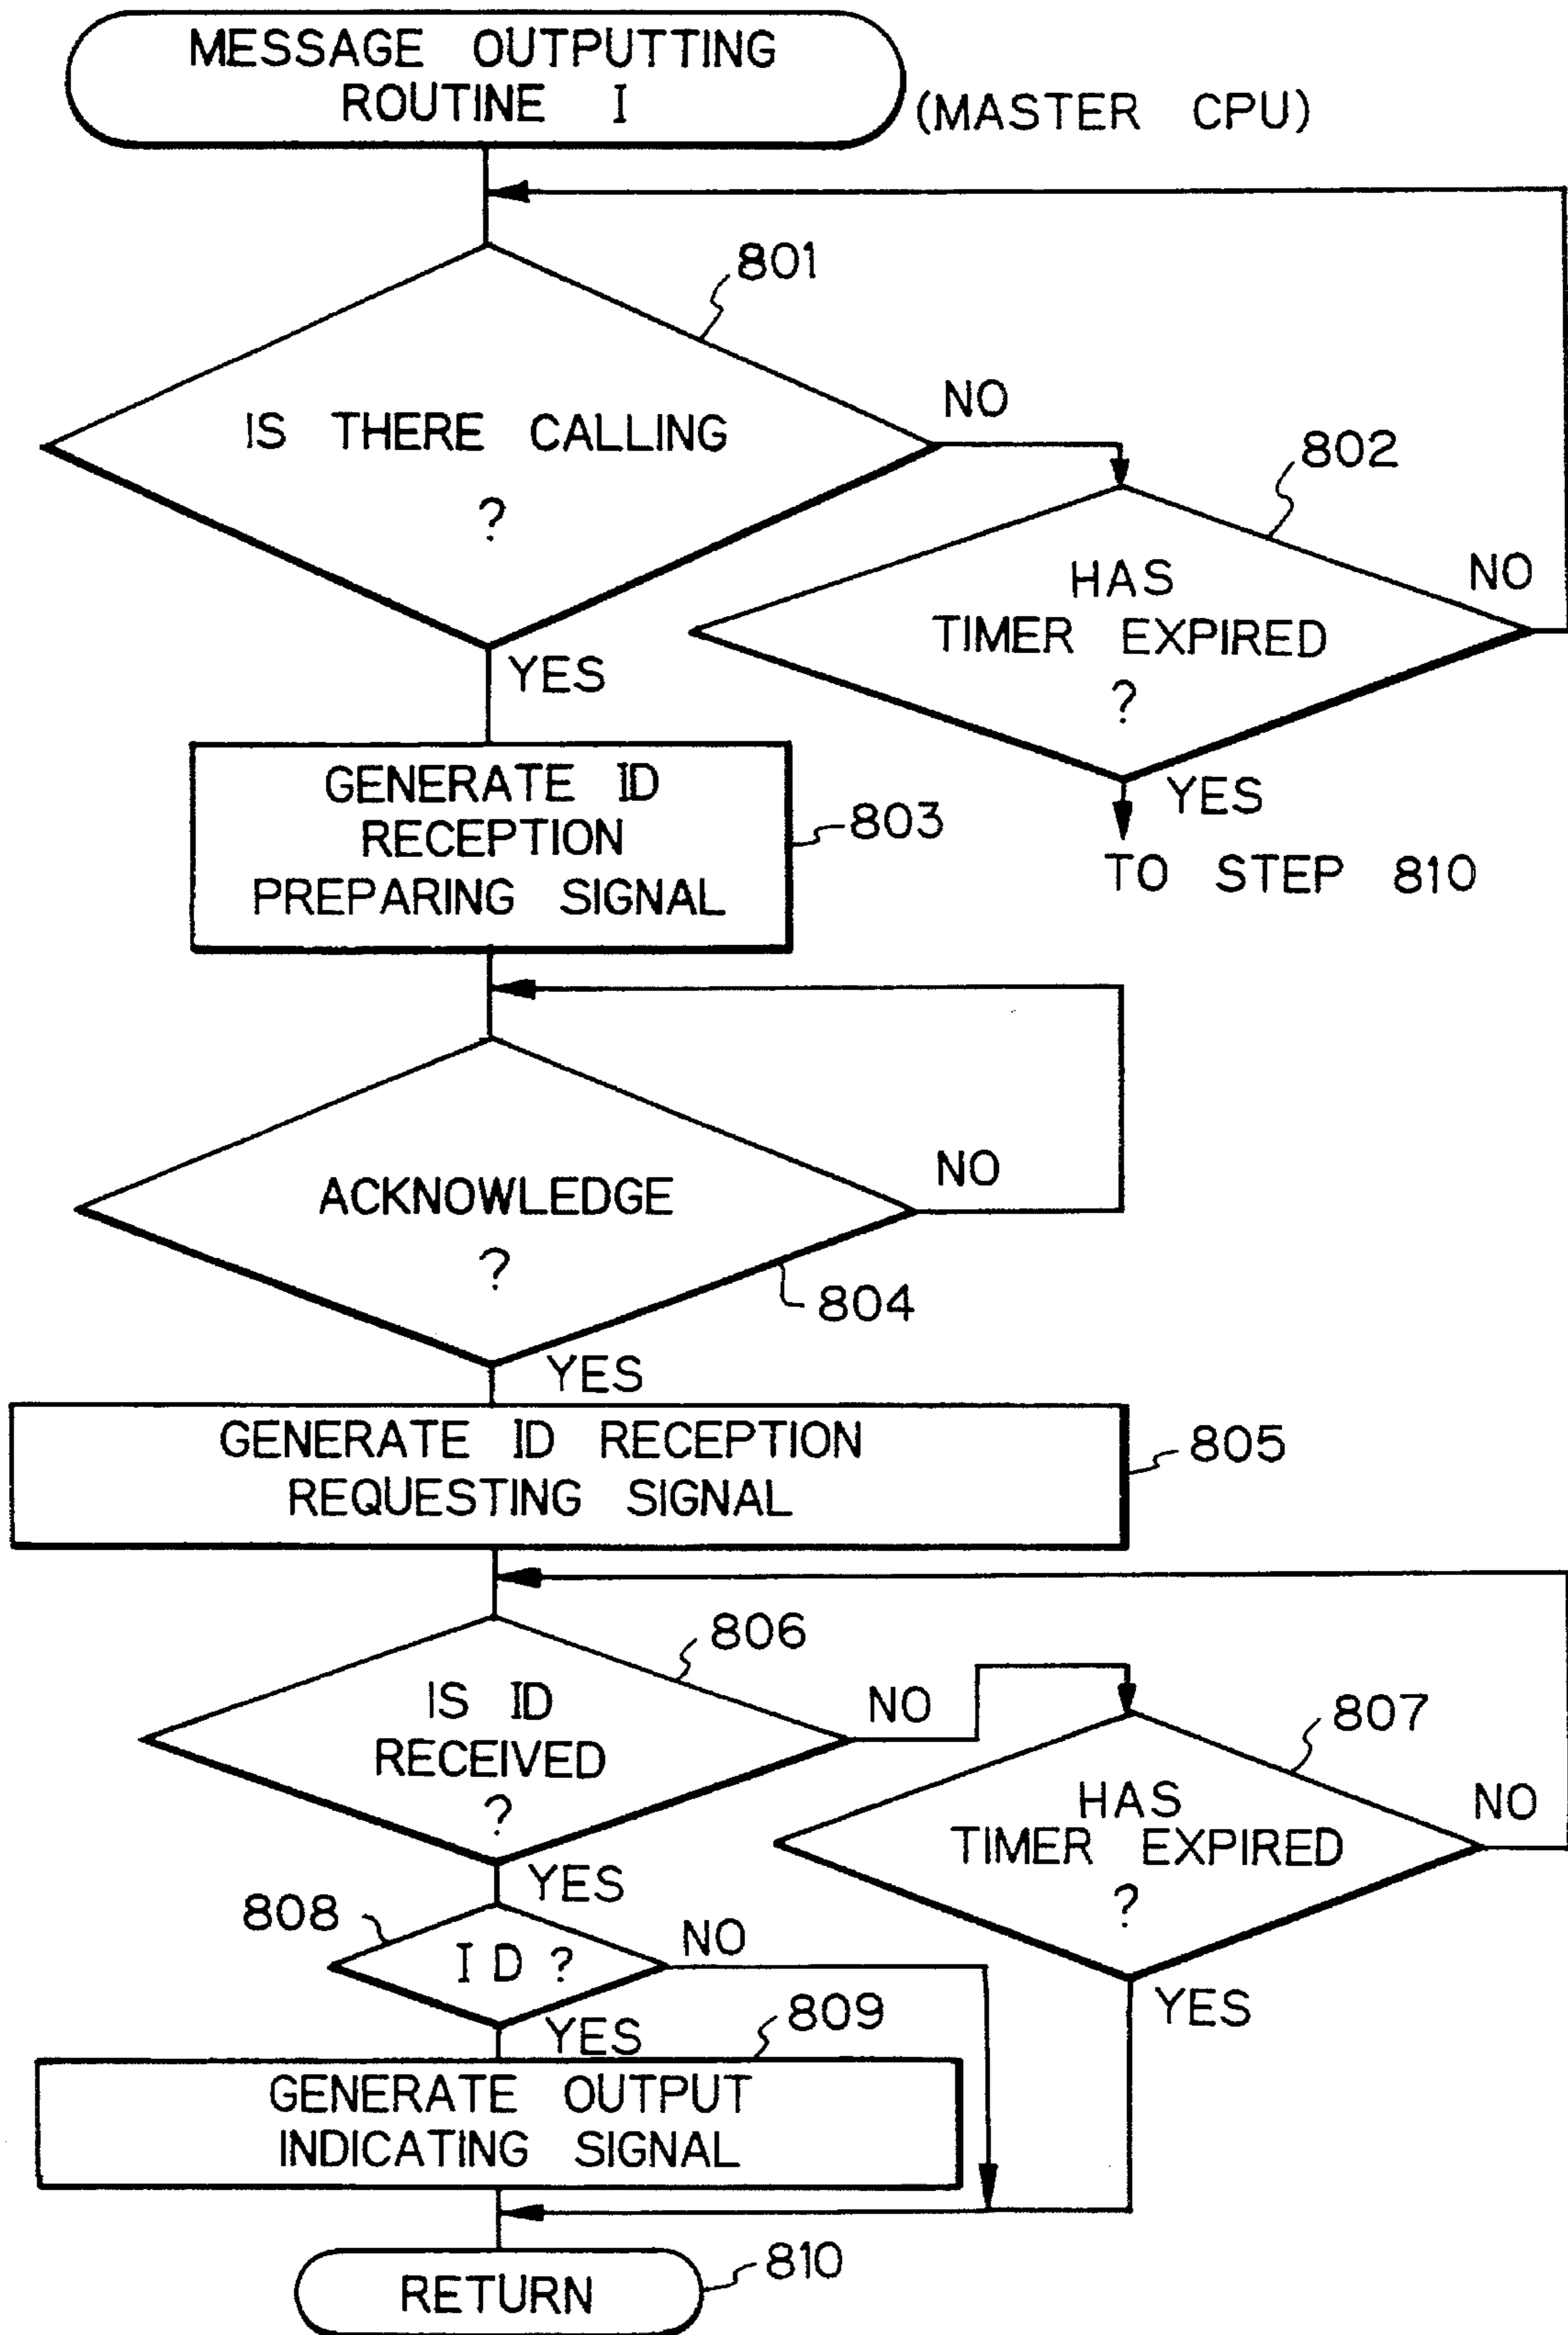 MESSAGE OUTPUTTING
ROUTINE I
(MASTER CPU)
801
IS THERE CALLING
?
NO
802
HAS
TIMER EXPIRED
?
NO
YES
YES
TO STEP 810
GENERATE ID
RECEPTION
PREPARING SIGNAL
803
ACKNOWLEDGE
?
NO
804
YES
GENERATE ID RECEPTION
REQUESTING SIGNAL
805
806
IS ID
RECEIVED
?
NO
807
HAS
TIMER EXPIRED
?
NO
YES
YES
808
ID?
NO
YES
809
GENERATE OUTPUT
INDICATING SIGNAL
RETURN
810